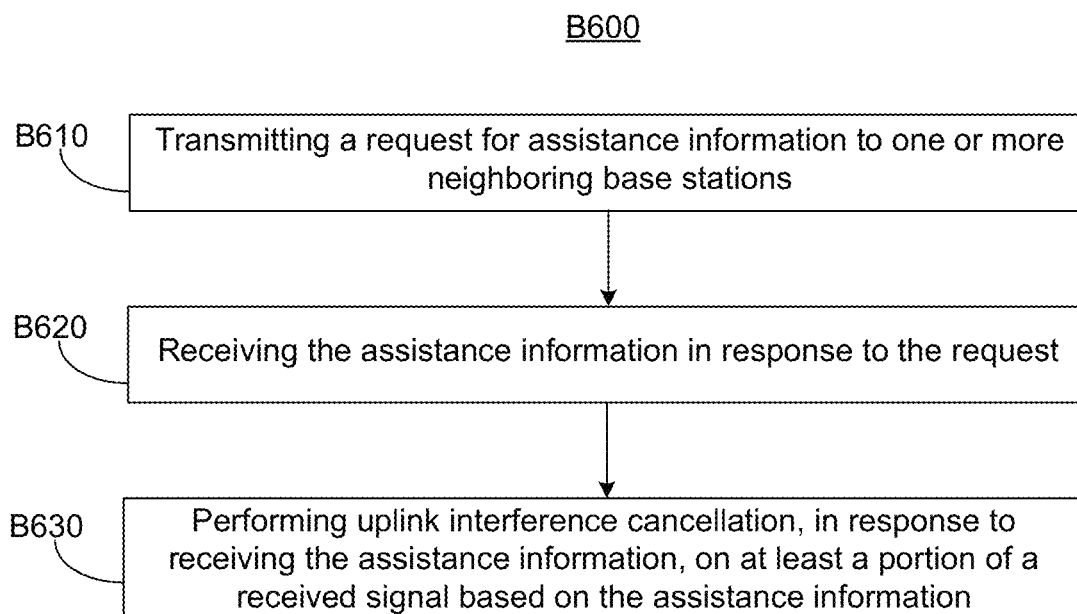 B600
B610
Transmitting a request for assistance information to one or more
neighboring base stations
B620
Receiving the assistance information in response to the request
B630
Performing uplink interference cancellation, in response to
receiving the assistance information, on at least a portion of a
received signal based on the assistance information